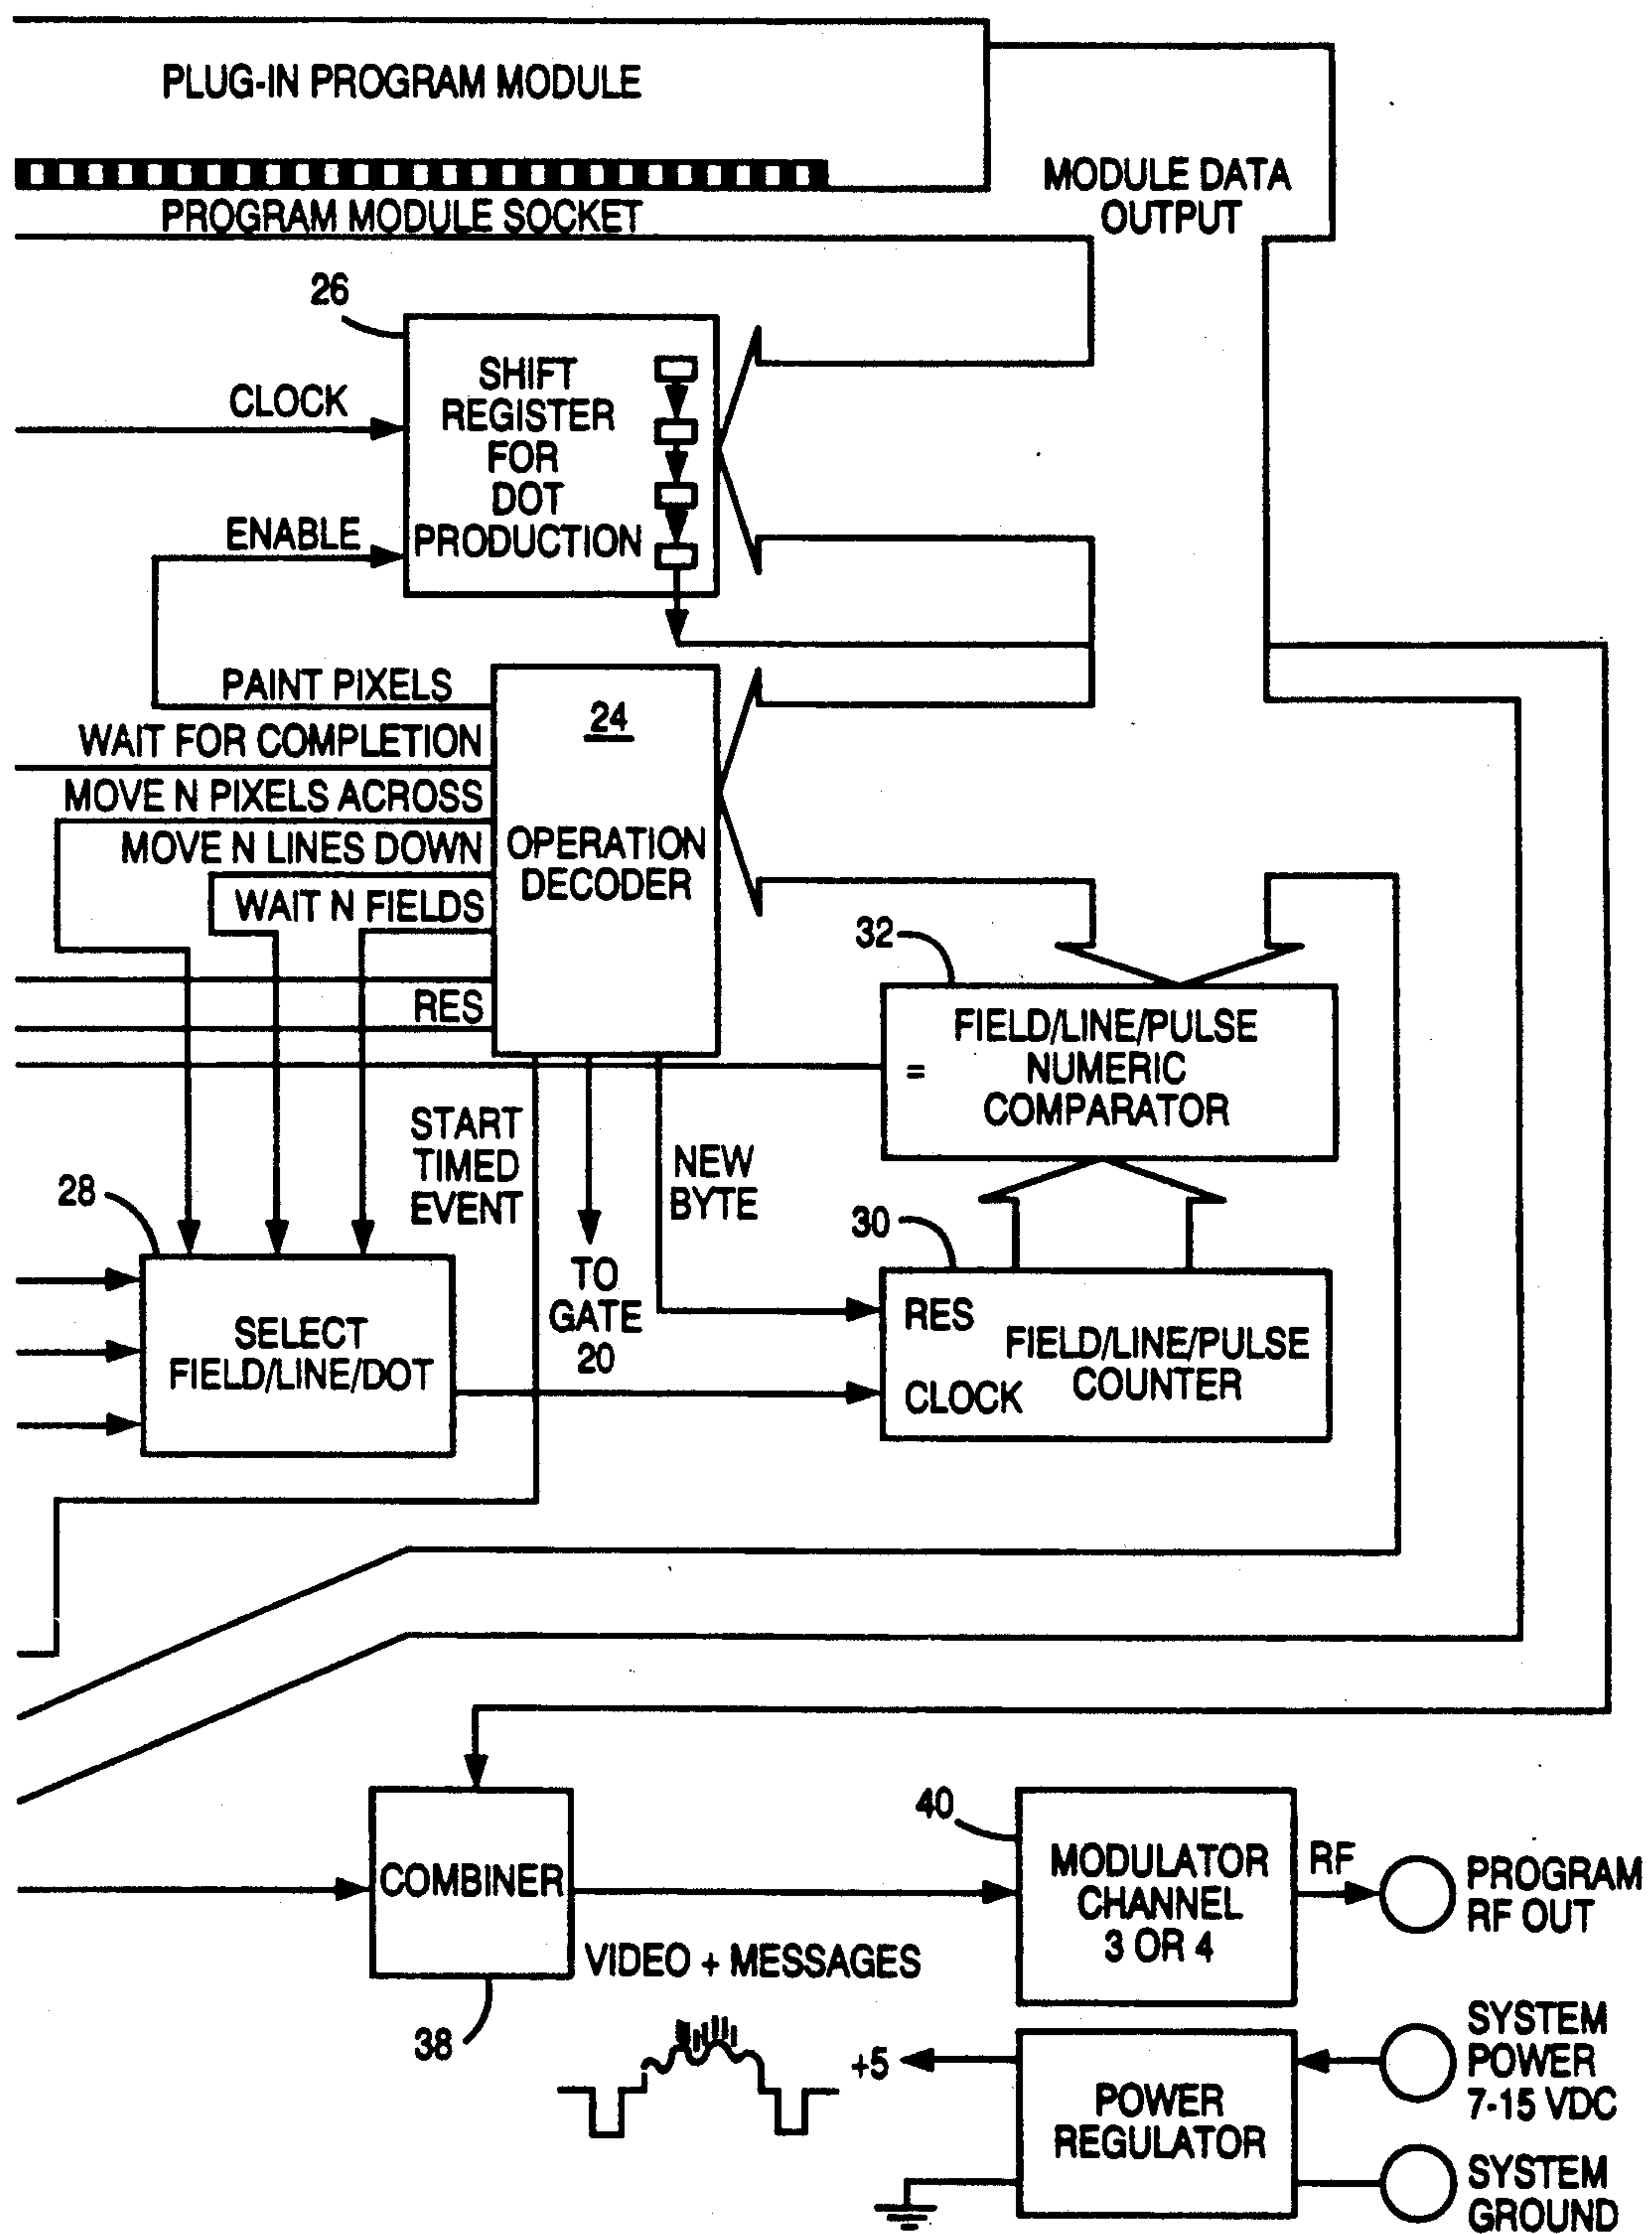 PLUG-IN PROGRAM MODULE
PROGRAM MODULE SOCKET
MODULE DATA
OUTPUT
26
SHIFT
REGISTER
FOR
DOT
PRODUCTION
CLOCK
ENABLE
PAINT PIXELS
WAIT FOR COMPLETION
MOVE N PIXELS ACROSS
MOVE N LINES DOWN
WAIT N FIELDS
RES
24
OPERATION
DECODER
32
FIELD/LINE/PULSE
NUMERIC
COMPARATOR
=
START
TIMED
EVENT
NEW
BYTE
TO
GATE
20
28
SELECT
FIELD/LINE/DOT
30
RES
FIELD/LINE/PULSE
COUNTER
CLOCK
COMBINER
38
VIDEO + MESSAGES
40
MODULATOR
CHANNEL
3 OR 4
RF
PROGRAM
RF OUT
+5
POWER
REGULATOR
SYSTEM
POWER
7-15 VDC
SYSTEM
GROUND